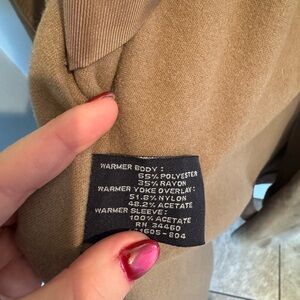 WARMER BODY:
65% POLYESTER
35% RAYON
WARMER YOKE OVERLAY:
51.8% NYLON
48.2% ACETATE
WARMER SLEEVE:
100% ACETATE
RN 34460